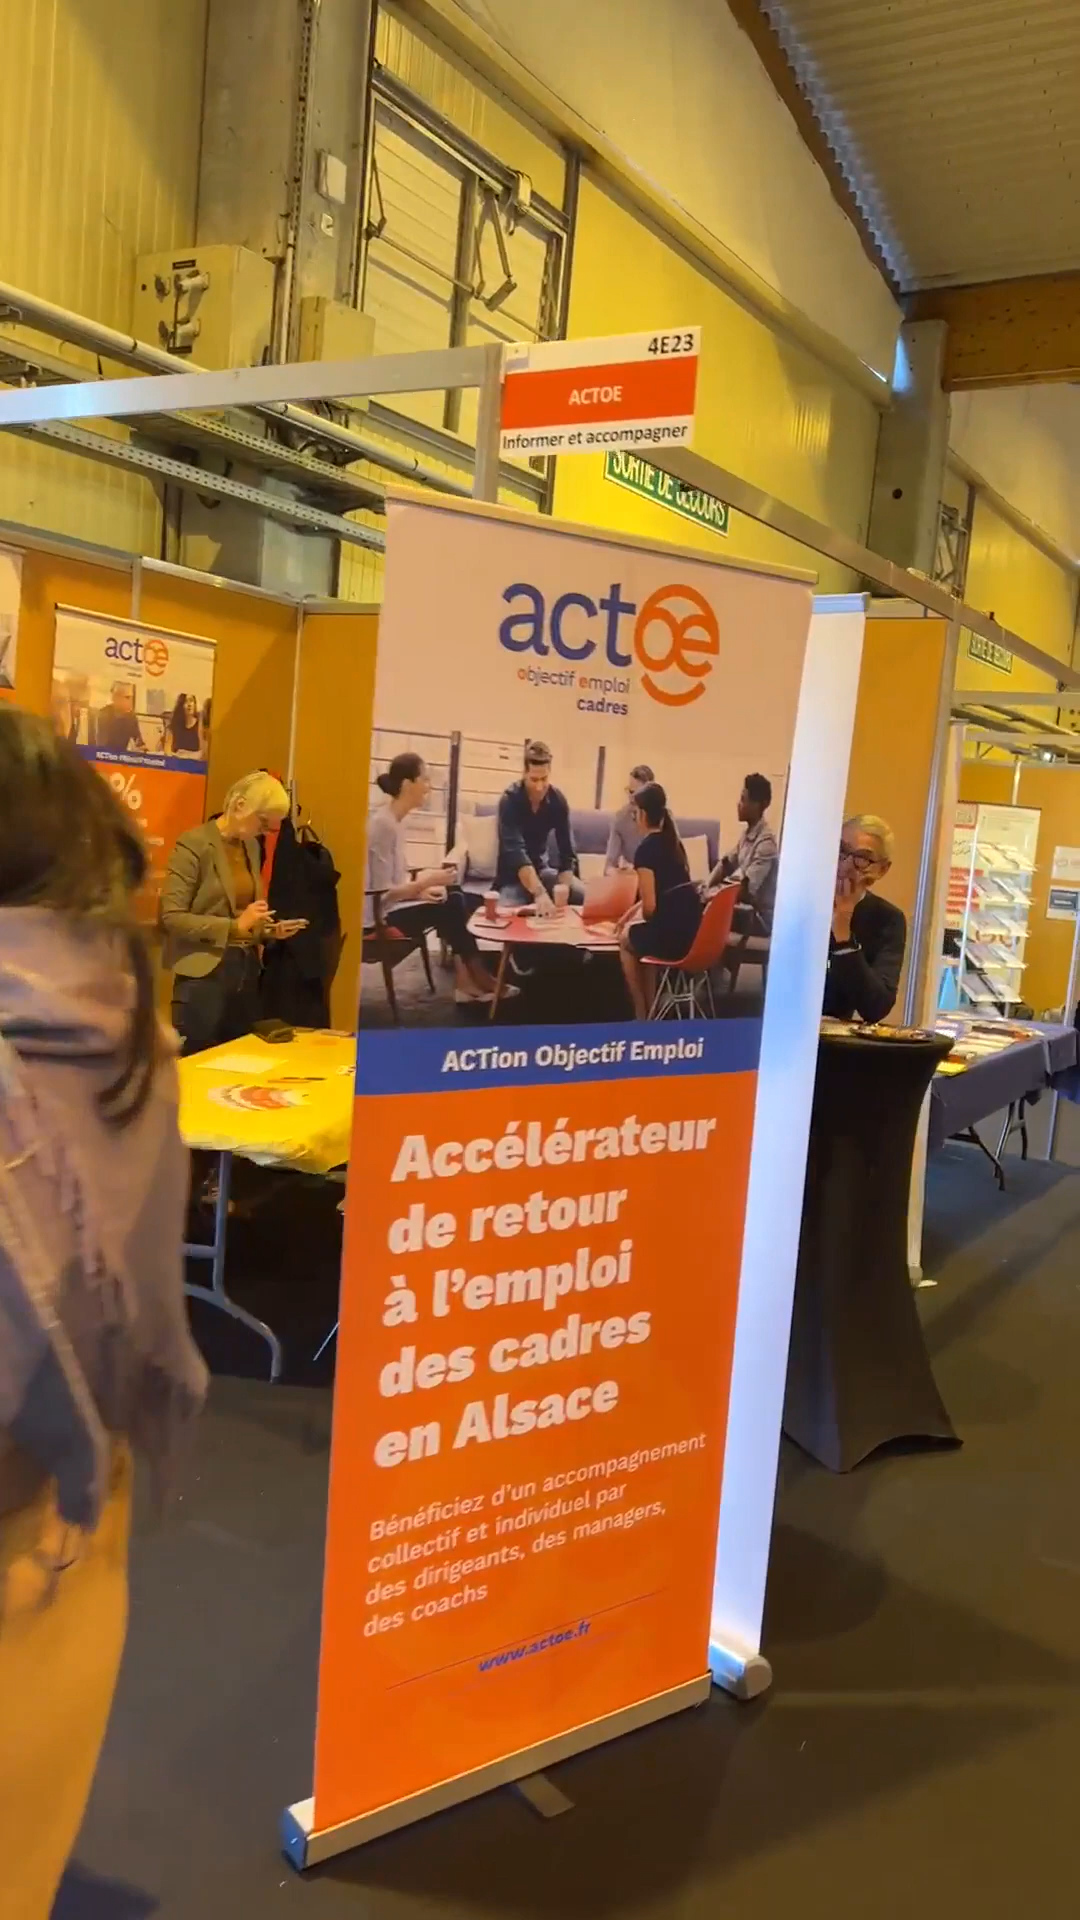 4E23
ACTOE
Informer et accompagner
SORTIE DE SECOURS
actoe
objectif emploi
cadres
ACTion Objectif Emploi
Accélérateur
de retour
à l'emploi
des cadres
en Alsace
Bénéficiez d'un accompagnement
collectif et individuel par
des dirigeants, des managers,
des coachs
www.actoe.fr
actoe
ACTion Objectif Emploi
%